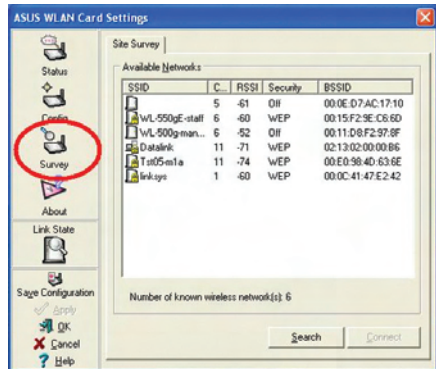 ASUS WLAN Card Settings
Status
Config
Survey
About
Link State
Save Configuration
Apply
OK
Cancel
Help
Site Survey
Available Networks
SSID C... RSSI Security BSSID
5 -61 Off 00:0E:D7:AC:17:10
WL-550gE-staff 6 -60 WEP 00:15:F2:9E:C6:6D
WL-500g-man... 6 -52 Off 00:11:D8:F2:97:8F
Datalink 11 -71 WEP 02:13:02:00:00:B6
Tst05-m1a 11 -74 WEP 00:E0:98:4D:63:6E
linksys 1 -60 WEP 00:0C:41:47:E2:42
Number of known wireless network(s): 6
Search Connect